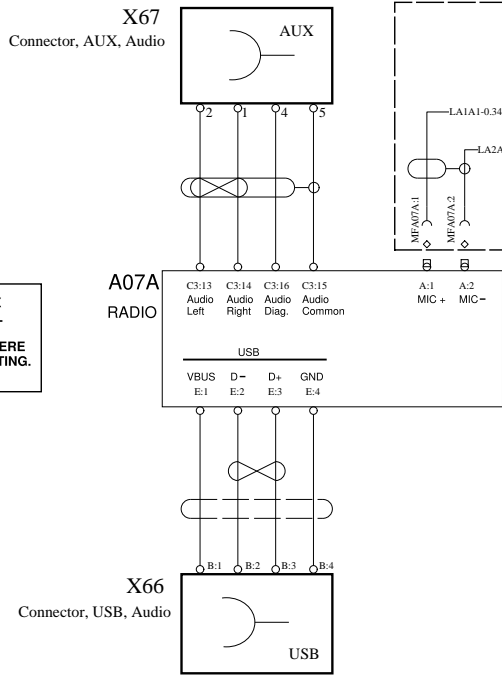 X67
Connector, AUX, Audio
AUX
2 1 4 5
LA1A1-0.34
LA2A
MFA07A:1
MFA07A:2
A07A
RADIO
C3:13 C3:14 C3:16 C3:15
Audio Audio Audio Audio
Left Right Diag. Common
A:1 A:2
MIC + MIC –
ERE
TING.
USB
VBUS D – D+ GND
E:1 E:2 E:3 E:4
B:1 B:2 B:3 B:4
X66
Connector, USB, Audio
USB